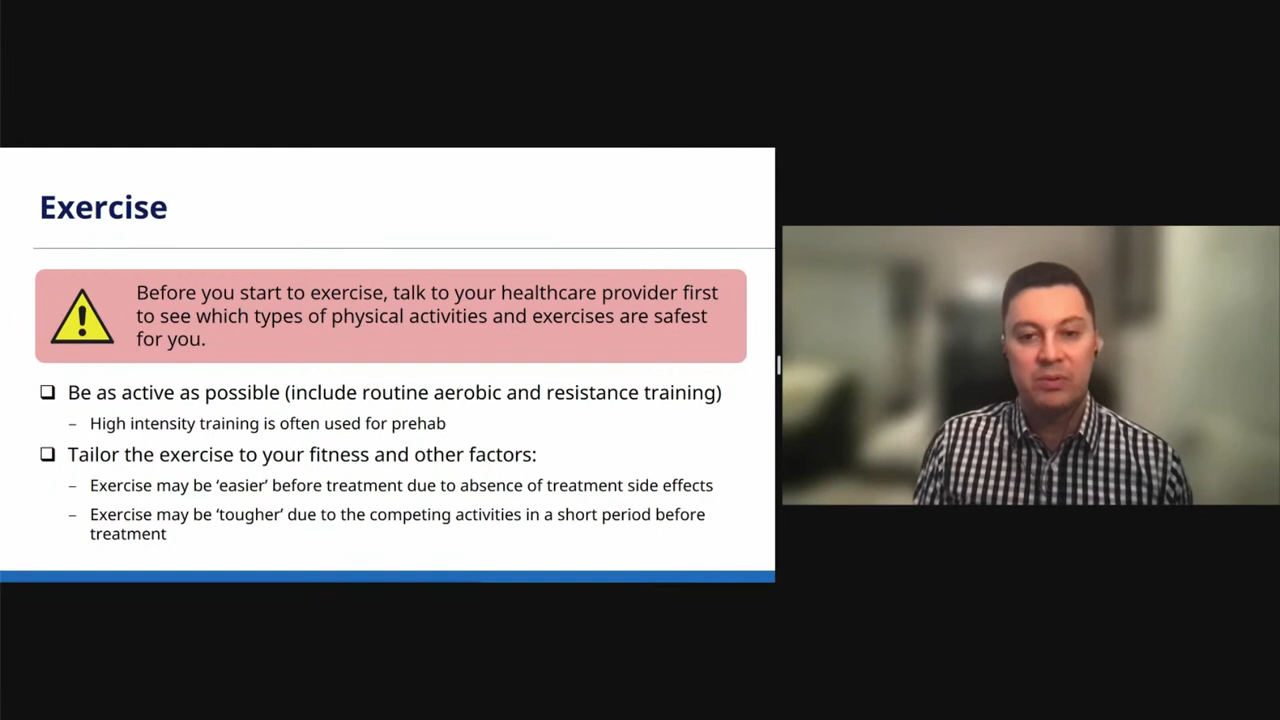 Exercise
Before you start to exercise, talk to your healthcare provider first
to see which types of physical activities and exercises are safest
for you.
❑ Be as active as possible (include routine aerobic and resistance training)
– High intensity training is often used for prehab
❑ Tailor the exercise to your fitness and other factors:
– Exercise may be ‘easier’ before treatment due to absence of treatment side effects
– Exercise may be ‘tougher’ due to the competing activities in a short period before
treatment